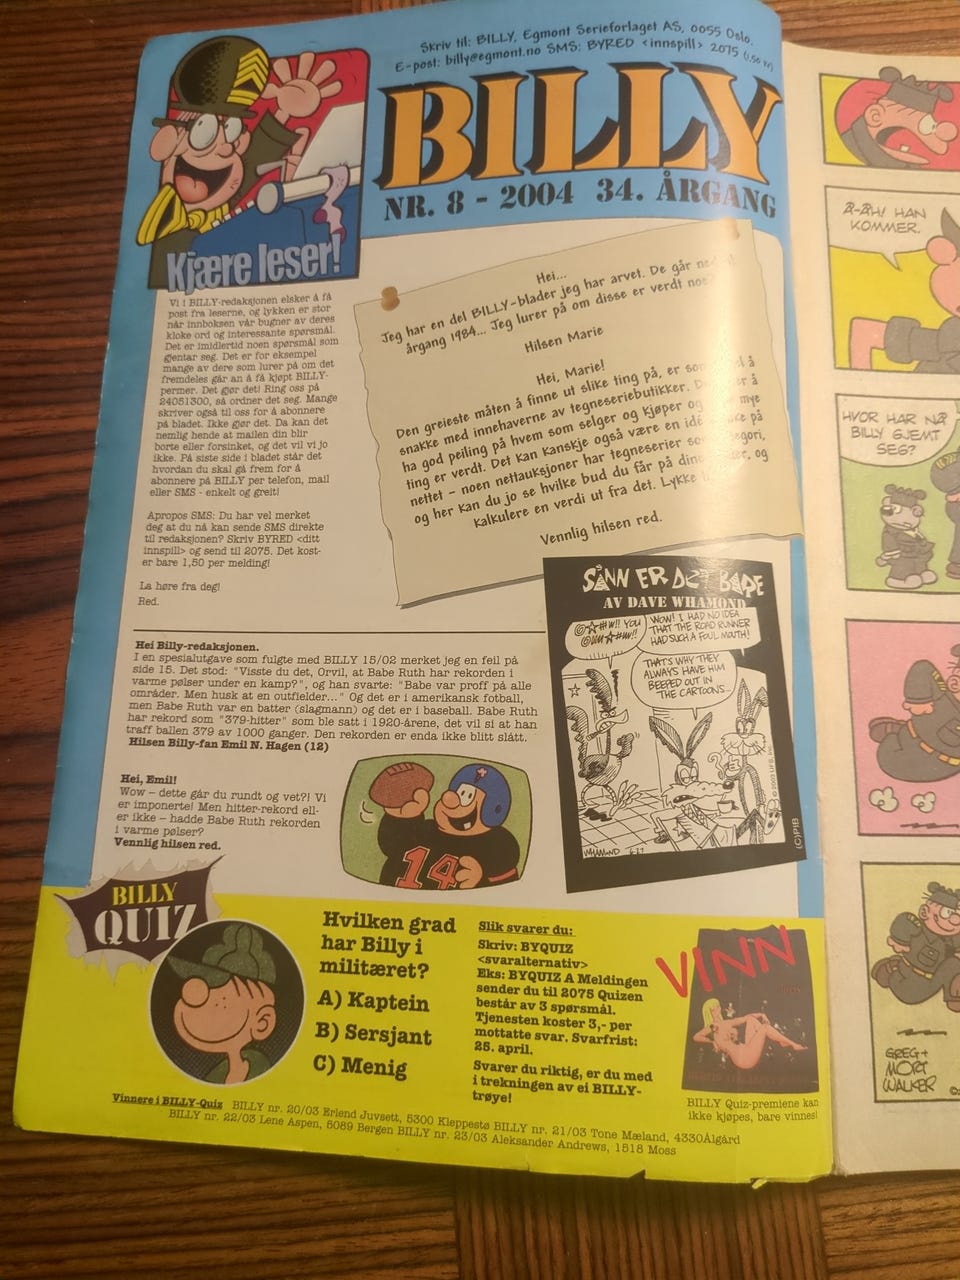 Skriv til: BILLY, Egmont Serieforlaget AS, 0055 Oslo.
E-post: billy@egmont.no SMS: BYRED <innspill> 2075 (1,50 kr)
BILLY
NR. 8 - 2004 34. ÅRGANG
Kjære leser!
Vi i BILLY-redaksjonen elsker å få
post fra leserne, og lykken er stor
når innboksen vår bugner av deres
kloke ord og interessante spørsmål.
Det er imidlertid noen spørsmål som
gjentar seg. Det er for eksempel
mange av dere som lurer på om det
fremdeles går an å få kjøpt BILLY-
permer. Det gjør det! Ring oss på
24051300, så ordner det seg. Mange
skriver også til oss for å abonnere
på bladet. Ikke gjør det. Da kan det
nemlig hende at mailen din blir
borte eller forsinket, og det vil vi jo
ikke. På siste side i bladet står det
hvordan du skal gå frem for å
abonnere på BILLY per telefon, mail
eller SMS - enkelt og greit!
Apropos SMS: Du har vel merket
deg at du nå kan sende SMS direkte
til redaksjonen? Skriv BYRED <ditt
innspill> og send til 2075. Det kost-
er bare 1,50 per melding!
La høre fra deg!
Red.
Hei...
Jeg har en del BILLY-blader jeg har arvet. De går
årgang 1984... Jeg lurer på om disse er verdt
Hilsen Marie
Hei, Marie!
Den greieste måten å finne ut slike ting på, er å
snakke med innehaverne av tegneseriebutikker. å
ha god peiling på hvem som selger og kjøper og mye
ting er verdt. Det kan kanskje også være en idé på
nettet – noen nettauksjoner har tegneserier
og her kan du jo se hvilke bud du får på og
kalkulere en verdi ut fra det. Lykke
Vennlig hilsen red.
SÅNN ER DET BARE
AV DAVE WHAMOND
@☆#W!! YOU
@☆#W!!
WOW! I HAD NO IDEA
THAT THE ROAD RUNNER
HAD SUCH A FOUL MOUTH!
THAT'S WHY THEY
ALWAYS HAVE HIM
BEEPED OUT IN
THE CARTOONS...
WHAMOND 6-27
(C)PIB
Hei Billy-redaksjonen.
I en spesialutgave som fulgte med BILLY 15/02 merket jeg en feil på
side 15. Det stod: "Visste du det, Orvil, at Babe Ruth har rekorden i
varme pølser under en kamp?", og han svarte: "Babe var proff på alle
områder. Men husk at en outfielder..." Og det er i amerikansk fotball,
men Babe Ruth var en batter (slagmann) og det er i baseball. Babe Ruth
har rekord som "379-hitter" som ble satt i 1920-årene, det vil si at han
traff ballen 379 av 1000 ganger. Den rekorden er enda ikke blitt slått.
Hilsen Billy-fan Emil N. Hagen (12)
Hei, Emil!
Wow – dette går du rundt og vet?! Vi
er imponerte! Men hitter-rekord ell-
er ikke – hadde Babe Ruth rekorden
i varme pølser?
Vennlig hilsen red.
14
BILLY
QUIZ
Hvilken grad
har Billy i
militæret?
A) Kaptein
B) Sersjant
C) Menig
Slik svarer du:
Skriv: BYQUIZ
<svaralternativ>
Eks: BYQUIZ A Meldingen
sender du til 2075 Quizen
består av 3 spørsmål.
Tjenesten koster 3,- per
mottatte svar. Svarfrist:
25. april.
Svarer du riktig, er du med
i trekningen av ei BILLY-
trøye!
VINN
BILLY Quiz-premiene kan
ikke kjøpes, bare vinnes!
Vinnere i BILLY-Quiz BILLY nr. 20/03 Erlend Juvsett, 5300 Kleppestø BILLY nr. 21/03 Tone Mæland, 4330Ålgård
BILLY nr. 22/03 Lene Aspen, 5089 Bergen BILLY nr. 23/03 Aleksander Andrews, 1518 Moss
Å-ÅH! HAN
KOMMER.
HVOR HAR NÅ
BILLY GJEMT
SEG?
GREG +
MORT
WALKER